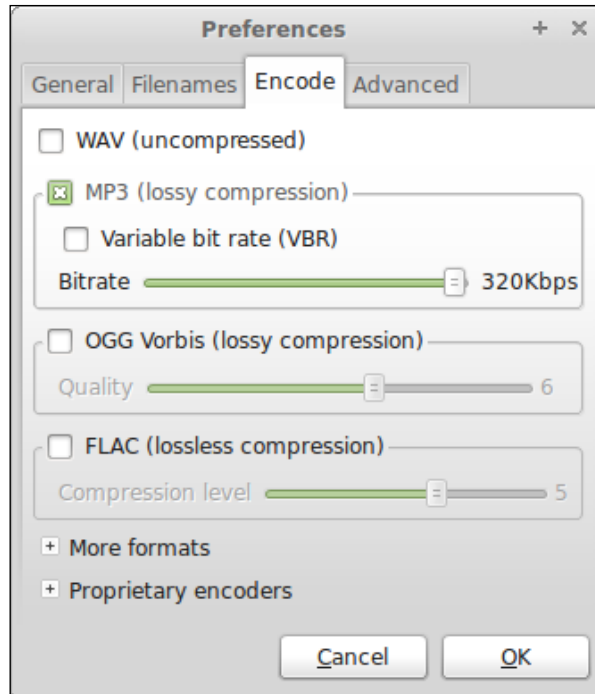 Preferences
General Filenames Encode Advanced
WAV (uncompressed)
MP3 (lossy compression)
Variable bit rate (VBR)
Bitrate 320Kbps
OGG Vorbis (lossy compression)
Quality 6
FLAC (lossless compression)
Compression level 5
More formats
Proprietary encoders
Cancel OK